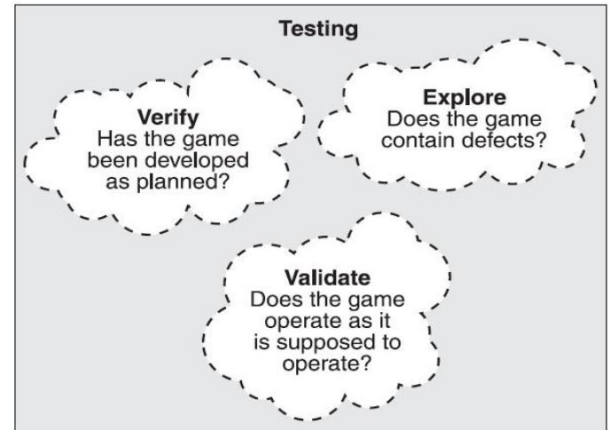 Testing
Verify
Has the game
been developed
as planned?
Explore
Does the game
contain defects?
Validate
Does the game
operate as it
is supposed to
operate?